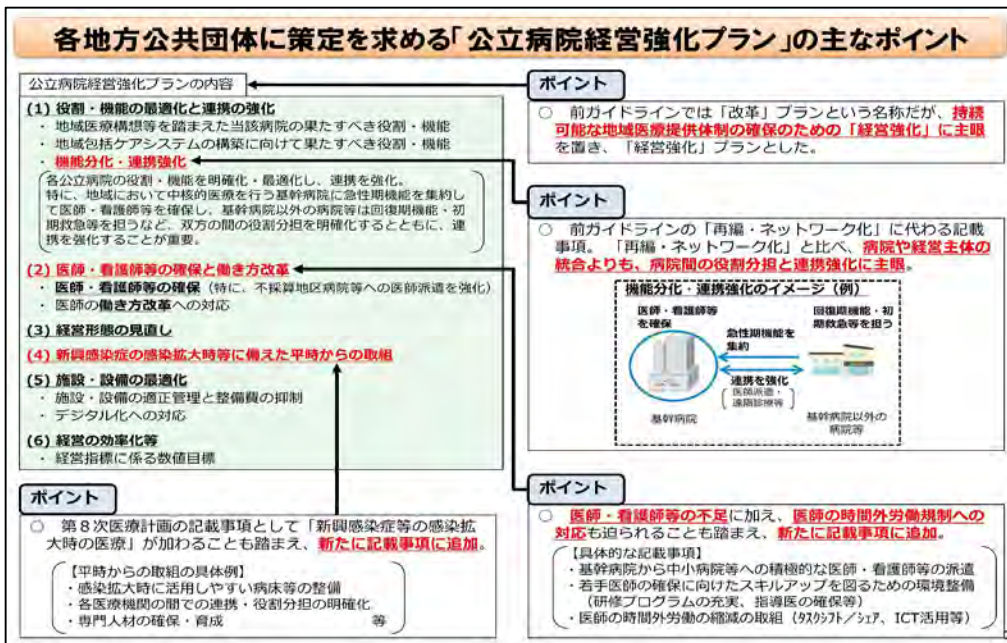 各地方公共団体に策定を求める「公立病院経営強化プラン」の主なポイント
公立病院経営強化プランの内容
(1) 役割・機能の最適化と連携の強化
・ 地域医療構想等を踏まえた当該病院の果たすべき役割・機能
・ 地域包括ケアシステムの構築に向けて果たすべき役割・機能
・ 機能分化・連携強化
各公立病院の役割・機能を明確化・最適化し、連携を強化。
特に、地域において中核的医療を行う基幹病院に急性期機能を集約し
て医師・看護師等を確保し、基幹病院以外の病院等は回復期機能・初
期救急等を担うなど、双方の間の役割分担を明確化するとともに、連
携を強化することが重要。
(2) 医師・看護師等の確保と働き方改革
・ 医師・看護師等の確保（特に、不採算地区病院等への医師派遣を強化）
・ 医師の働き方改革への対応
(3) 経営形態の見直し
(4) 新興感染症の感染拡大時等に備えた平時からの取組
(5) 施設・設備の最適化
・ 施設・設備の適正管理と整備費の抑制
・ デジタル化への対応
(6) 経営の効率化等
・ 経営指標に係る数値目標
ポイント
○ 前ガイドラインでは「改革」プランという名称だが、持続
可能な地域医療提供体制の確保のための「経営強化」に主眼
を置き、「経営強化」プランとした。
ポイント
○ 前ガイドラインの「再編・ネットワーク化」に代わる記載
事項。「再編・ネットワーク化」と比べ、病院や経営主体の
統合よりも、病院間の役割分担と連携強化に主眼。
機能分化・連携強化のイメージ（例）
医師・看護師等
を確保
急性期機能を
集約
回復期機能・初
期救急等を担う
連携を強化
医師派遣・
遠隔診療等
基幹病院
基幹病院以外の
病院等
ポイント
○ 第８次医療計画の記載事項として「新興感染症等の感染拡
大時の医療」が加わることも踏まえ、新たに記載事項に追加。
【平時からの取組の具体例】
・感染拡大時に活用しやすい病床等の整備
・各医療機関の間での連携・役割分担の明確化
・専門人材の確保・育成 等
ポイント
○ 医師・看護師等の不足に加え、医師の時間外労働規制への
対応も迫られることも踏まえ、新たに記載事項に追加。
【具体的な記載事項】
・基幹病院から中小病院等への積極的な医師・看護師等の派遣
・若手医師の確保に向けたスキルアップを図るための環境整備
（研修プログラムの充実、指導医の確保等）
・医師の時間外労働の縮減の取組（ﾀｽｸｼﾌﾄ／ｼｪｱ、ICT活用等）